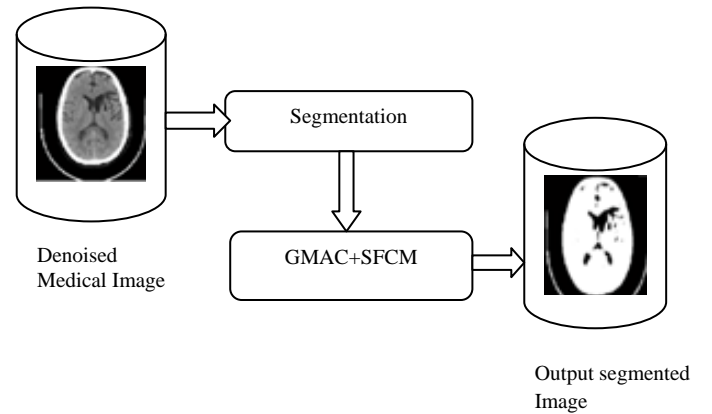 Segmentation
GMAC+SFCM
Denoised
Medical Image
Output segmented
Image